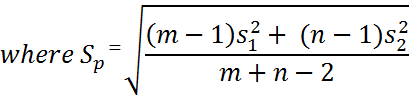 where S_p = √(((m − 1)s_1^2 + (n − 1)s_2^2) / (m + n − 2))